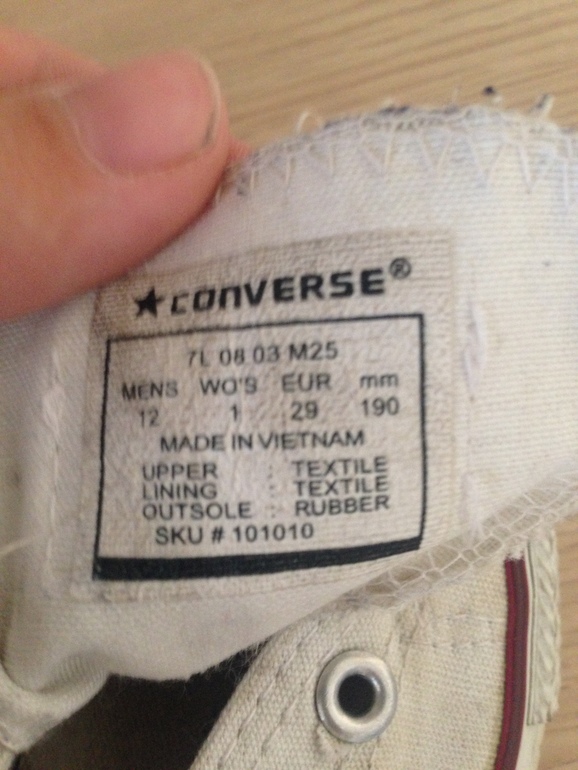 CONVERSE®
7L 08 03 M25
MENS WO'S EUR mm
12 1 29 190
MADE IN VIETNAM
UPPER : TEXTILE
LINING : TEXTILE
OUTSOLE : RUBBER
SKU # 101010